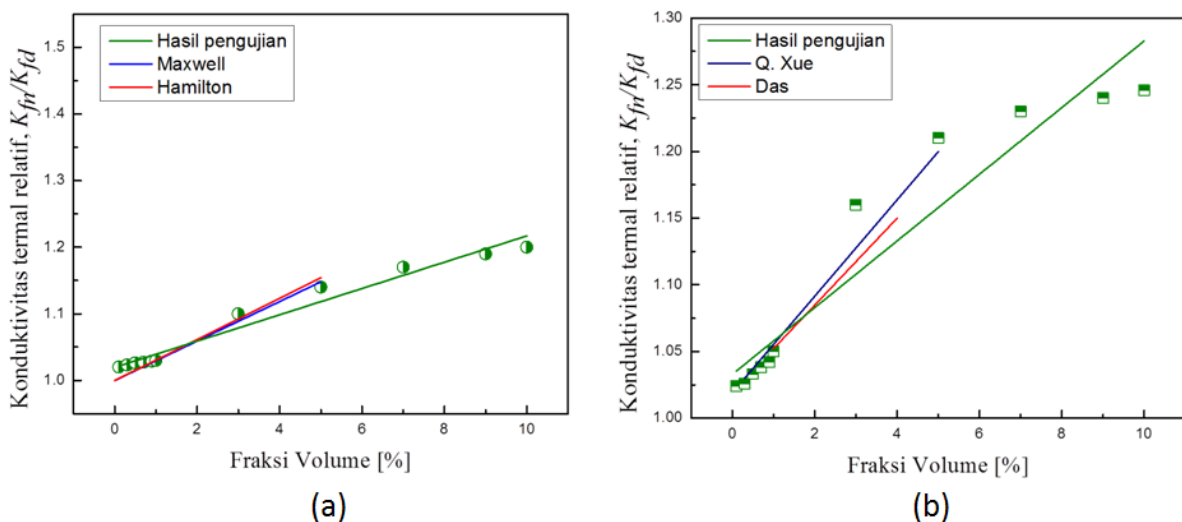 Konduktivitas termal relatif, Kfn/Kfd
1.5
1.4
1.3
1.2
1.1
1.0
Hasil pengujian
Maxwell
Hamilton
0 2 4 6 8 10
Fraksi Volume [%]
(a)
Konduktivitas termal relatif, Kfn/Kfd
1.30
1.25
1.20
1.15
1.10
1.05
1.00
Hasil pengujian
Q. Xue
Das
0 2 4 6 8 10
Fraksi Volume [%]
(b)